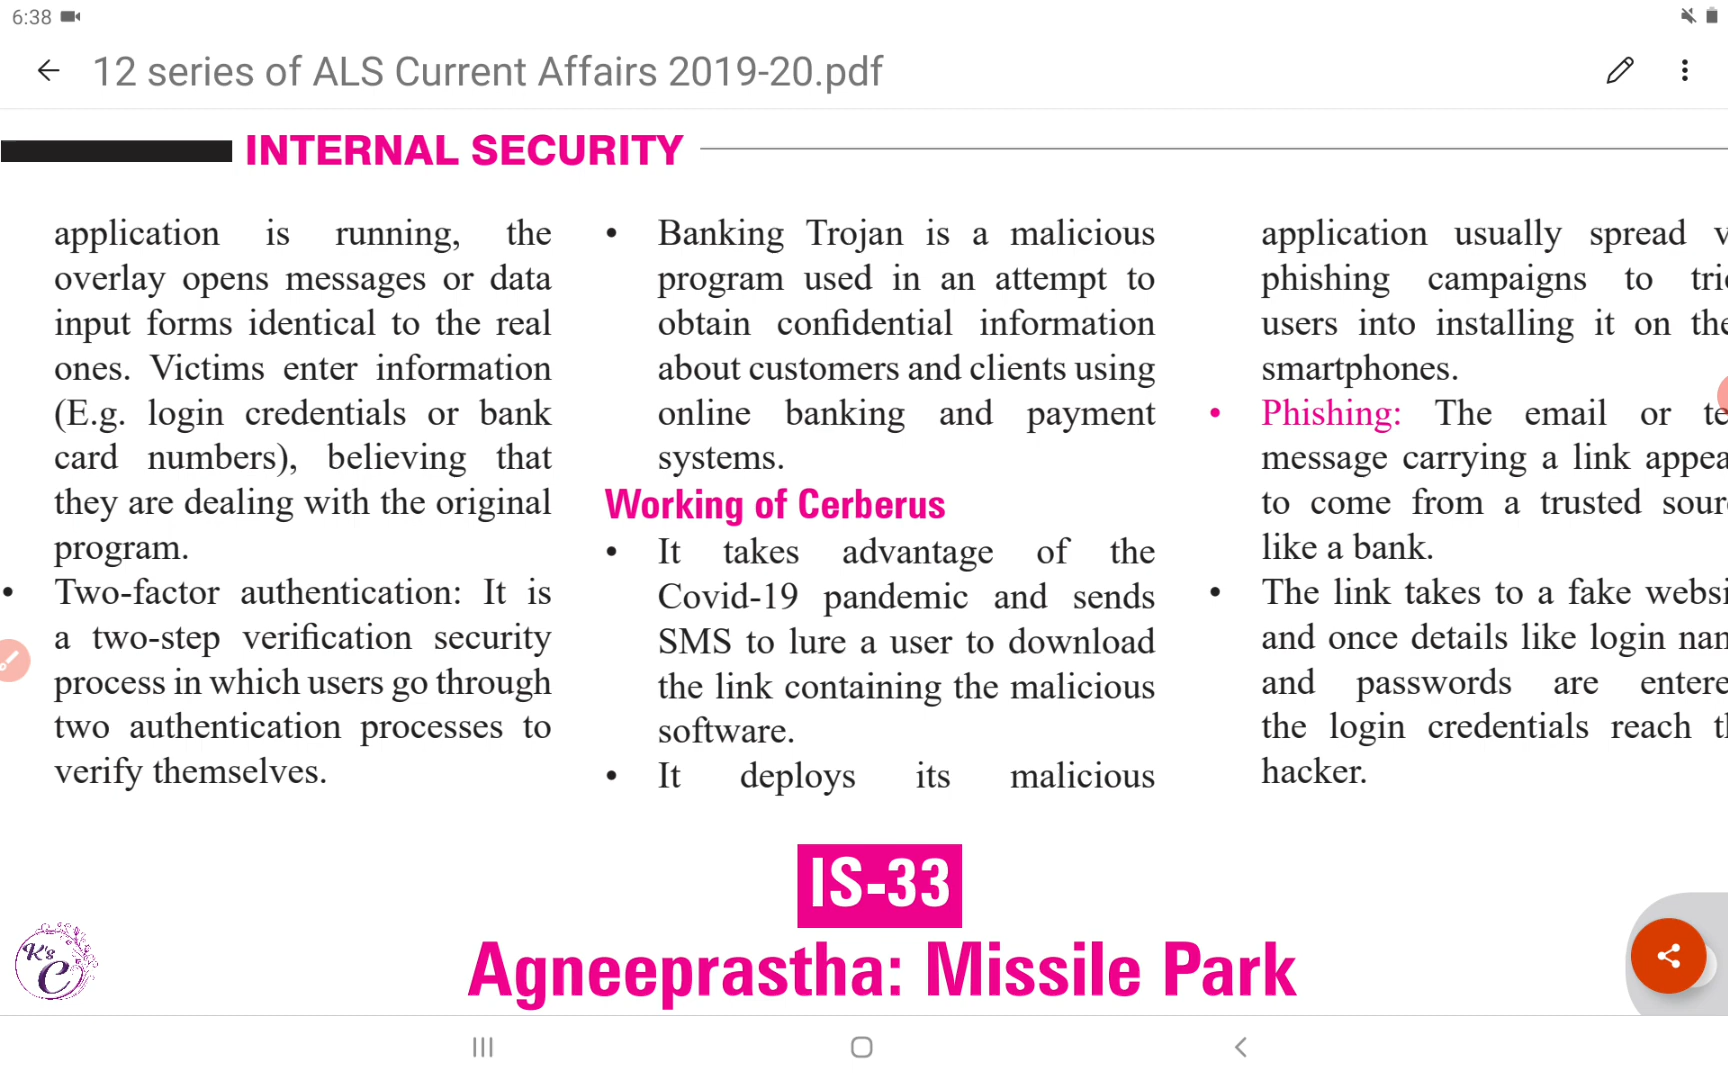 6:38
12 series of ALS Current Affairs 2019-20.pdf
INTERNAL SECURITY
application is running, the
overlay opens messages or data
input forms identical to the real
ones. Victims enter information
(E.g. login credentials or bank
card numbers), believing that
they are dealing with the original
program.
• Two-factor authentication: It is
a two-step verification security
process in which users go through
two authentication processes to
verify themselves.
• Banking Trojan is a malicious
program used in an attempt to
obtain confidential information
about customers and clients using
online banking and payment
systems.
Working of Cerberus
• It takes advantage of the
Covid-19 pandemic and sends
SMS to lure a user to download
the link containing the malicious
software.
• It deploys its malicious
application usually spread
phishing campaigns to
users into installing it on
smartphones.
• Phishing: The email or
message carrying a link
to come from a trusted
like a bank.
• The link takes to a fake
and once details like login
and passwords are
the login credentials reach
hacker.
IS-33
Agneeprastha: Missile Park
K's
C